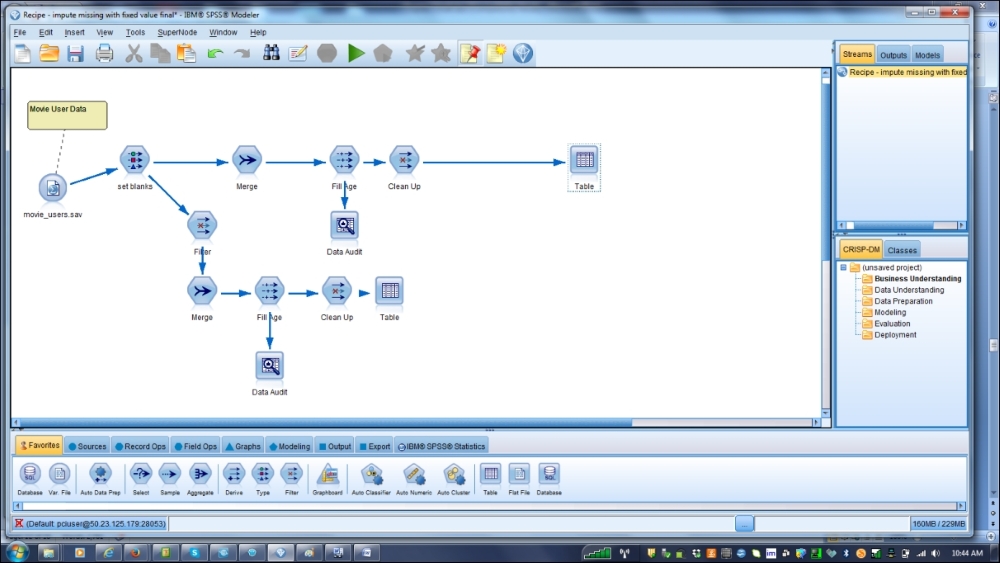 Recipe - impute missing with fixed value final* - IBM® SPSS® Modeler
File Edit Insert View Tools SuperNode Window Help
Streams Outputs Models
Recipe - impute missing with fixed
Movie User Data
set blanks Merge Fill Age Clean Up Table
movie_users.sav
Filter Data Audit
CRISP-DM Classes
(unsaved project)
Business Understanding
Data Understanding
Data Preparation
Modeling
Evaluation
Deployment
Merge Fill Age Clean Up Table
Data Audit
Favorites Sources Record Ops Field Ops Graphs Modeling Output Export IBM® SPSS® Statistics
SQL SQL
Database Var. File Auto Data Prep Select Sample Aggregate Derive Type Filter Graphboard Auto Classifier Auto Numeric Auto Cluster Table Flat File Database
(Default: pciuser@50.23.125.179:28053) 160MB / 229MB
10:44 AM